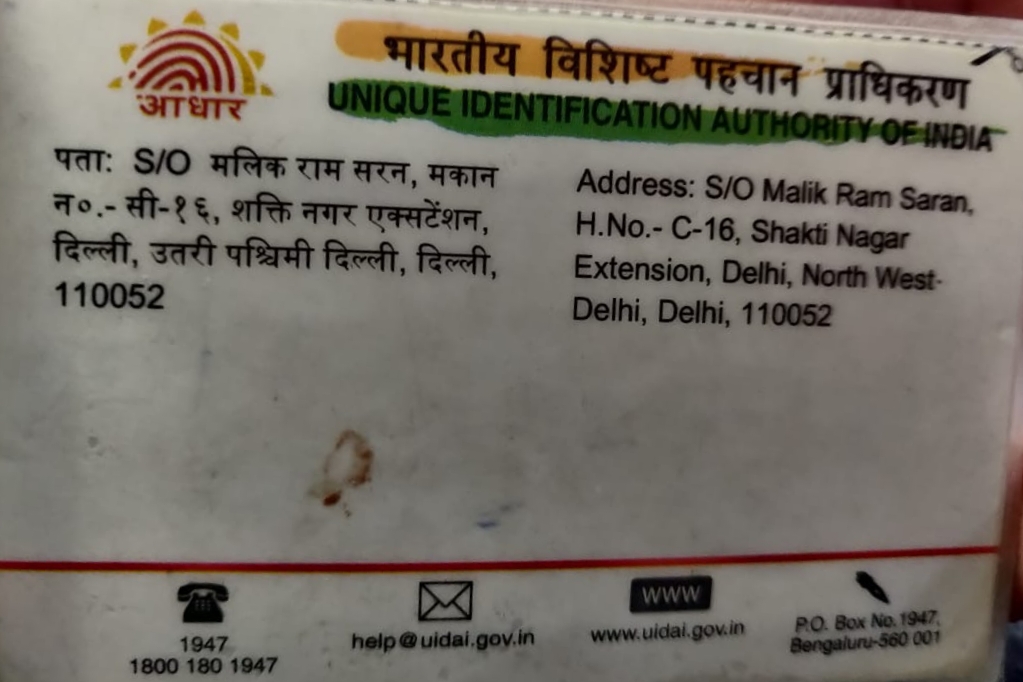 आधार
भारतीय विशिष्ट पहचान प्राधिकरण
UNIQUE IDENTIFICATION AUTHORITY OF INDIA
पता: S/O मलिक राम सरन, मकान
न०.- सी-१६, शक्ति नगर एक्सटेंशन,
दिल्ली, उतरी पश्चिमी दिल्ली, दिल्ली,
110052
Address: S/O Malik Ram Saran,
H.No.- C-16, Shakti Nagar
Extension, Delhi, North West-
Delhi, Delhi, 110052
1947
1800 180 1947
help@uidai.gov.in
WWW
www.uidai.gov.in
P.O. Box No.1947,
Bengaluru-560 001